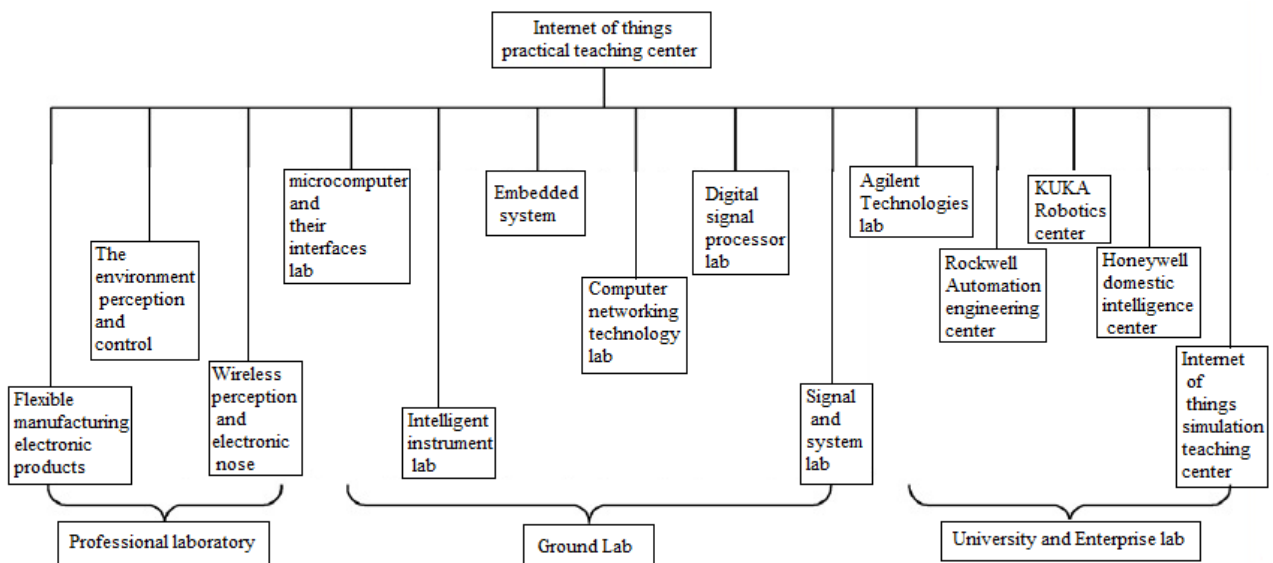 Internet of things
practical teaching center
Flexible
manufacturing
electronic
products
The
environment
perception
and
control
Wireless
perception
and
electronic
nose
microcomputer
and
their
interfaces
lab
Intelligent
instrument
lab
Embedded
system
Computer
networking
technology
lab
Digital
signal
processor
lab
Signal
and
system
lab
Agilent
Technologies
lab
Rockwell
Automation
engineering
center
KUKA
Robotics
center
Honeywell
domestic
intelligence
center
Internet
of
things
simulation
teaching
center
Professional laboratory
Ground Lab
University and Enterprise lab